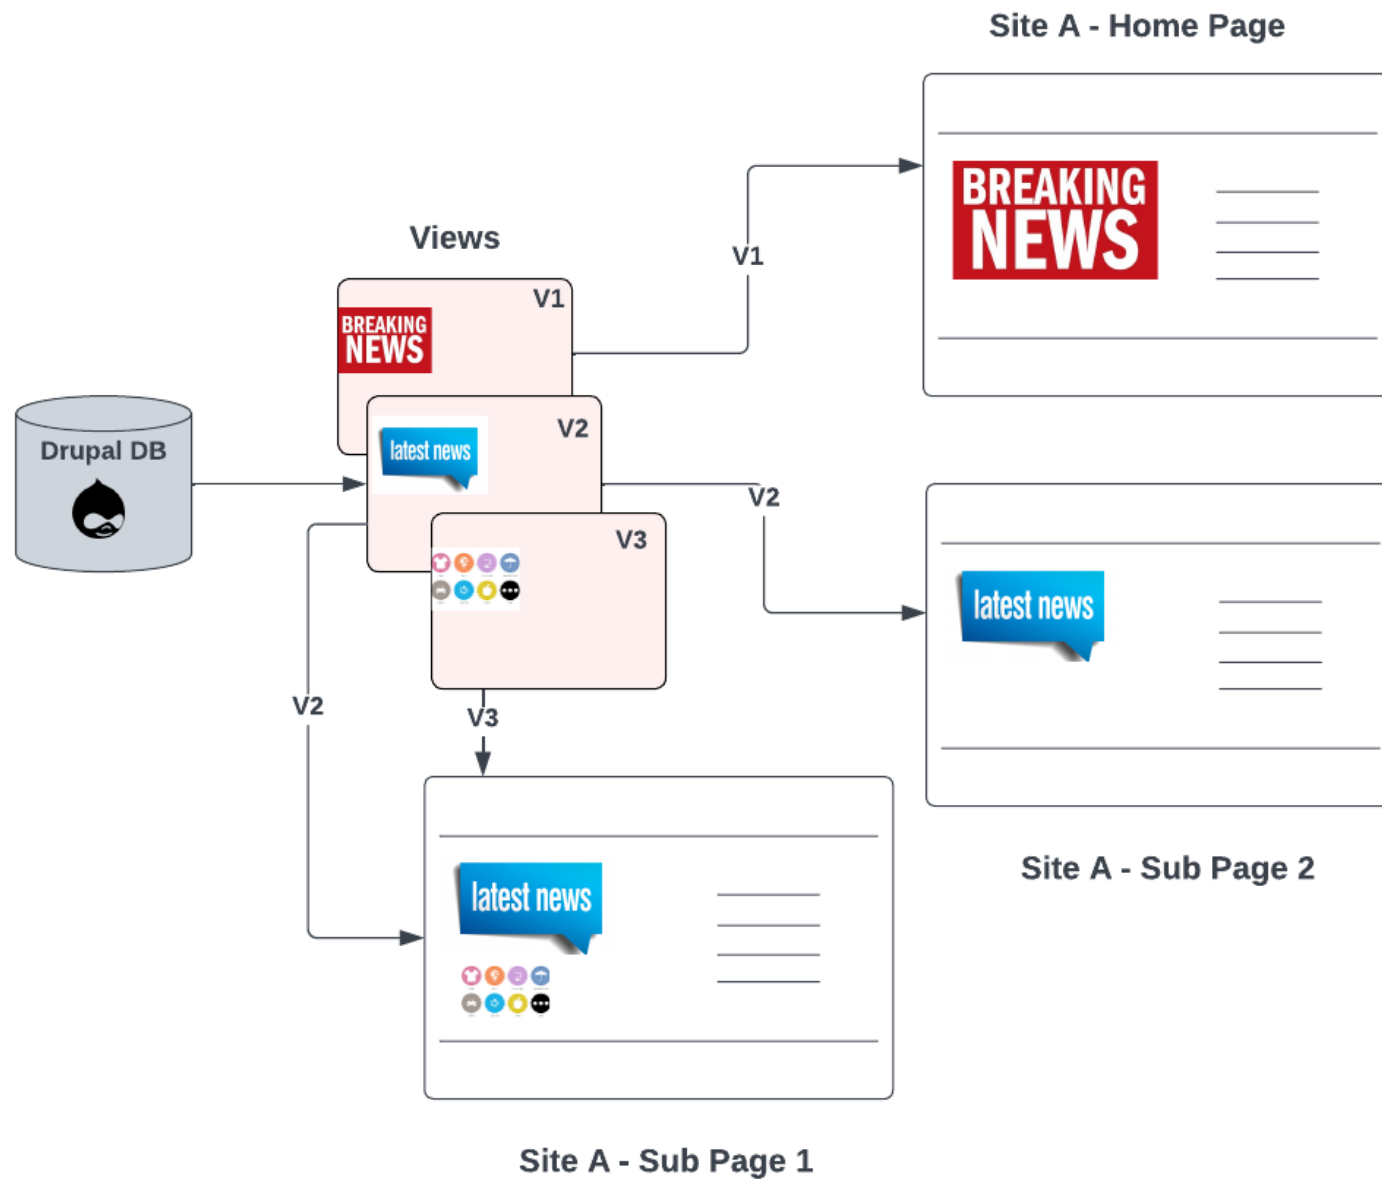 Site A - Home Page
BREAKING
NEWS
V1
Views
V1
BREAKING
NEWS
Drupal DB
V2
latest news
V2
V3
latest news
V2
V3
Site A - Sub Page 2
latest news
Site A - Sub Page 1